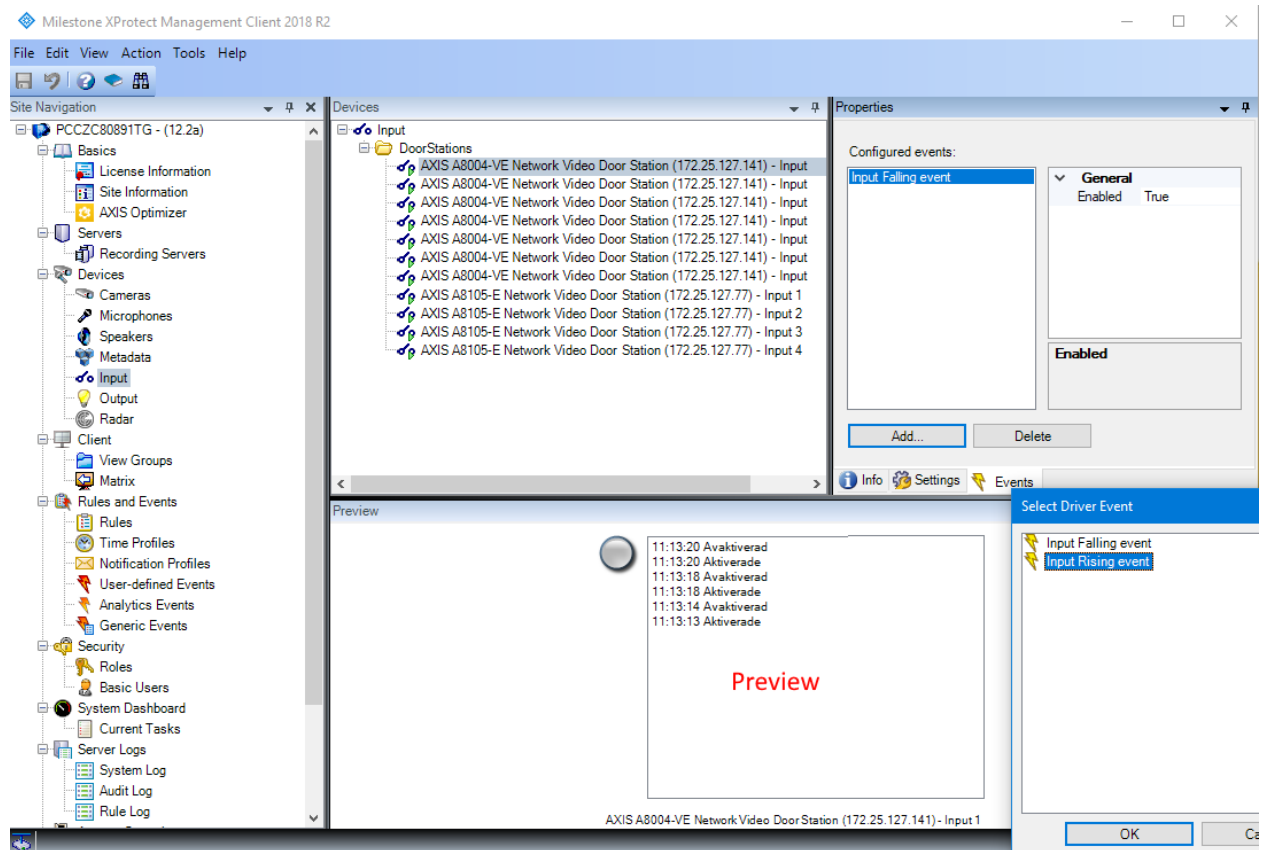 Milestone XProtect Management Client 2018 R2
File Edit View Action Tools Help
Site Navigation
PCCZC80891TG - (12.2a)
Basics
License Information
Site Information
AXIS Optimizer
Servers
Recording Servers
Devices
Cameras
Microphones
Speakers
Metadata
Input
Output
Radar
Client
View Groups
Matrix
Rules and Events
Rules
Time Profiles
Notification Profiles
User-defined Events
Analytics Events
Generic Events
Security
Roles
Basic Users
System Dashboard
Current Tasks
Server Logs
System Log
Audit Log
Rule Log
Devices
Input
DoorStations
AXIS A8004-VE Network Video Door Station (172.25.127.141) - Input
AXIS A8004-VE Network Video Door Station (172.25.127.141) - Input
AXIS A8004-VE Network Video Door Station (172.25.127.141) - Input
AXIS A8004-VE Network Video Door Station (172.25.127.141) - Input
AXIS A8004-VE Network Video Door Station (172.25.127.141) - Input
AXIS A8004-VE Network Video Door Station (172.25.127.141) - Input
AXIS A8004-VE Network Video Door Station (172.25.127.141) - Input
AXIS A8105-E Network Video Door Station (172.25.127.77) - Input 1
AXIS A8105-E Network Video Door Station (172.25.127.77) - Input 2
AXIS A8105-E Network Video Door Station (172.25.127.77) - Input 3
AXIS A8105-E Network Video Door Station (172.25.127.77) - Input 4
Properties
Configured events:
Input Falling event
General
Enabled True
Enabled
Add... Delete
Info Settings Events
Preview
11:13:20 Avaktiverad
11:13:20 Aktiverade
11:13:18 Avaktiverad
11:13:18 Aktiverade
11:13:14 Avaktiverad
11:13:13 Aktiverade
Preview
AXIS A8004-VE Network Video Door Station (172.25.127.141) - Input 1
Select Driver Event
Input Falling event
Input Rising event
OK